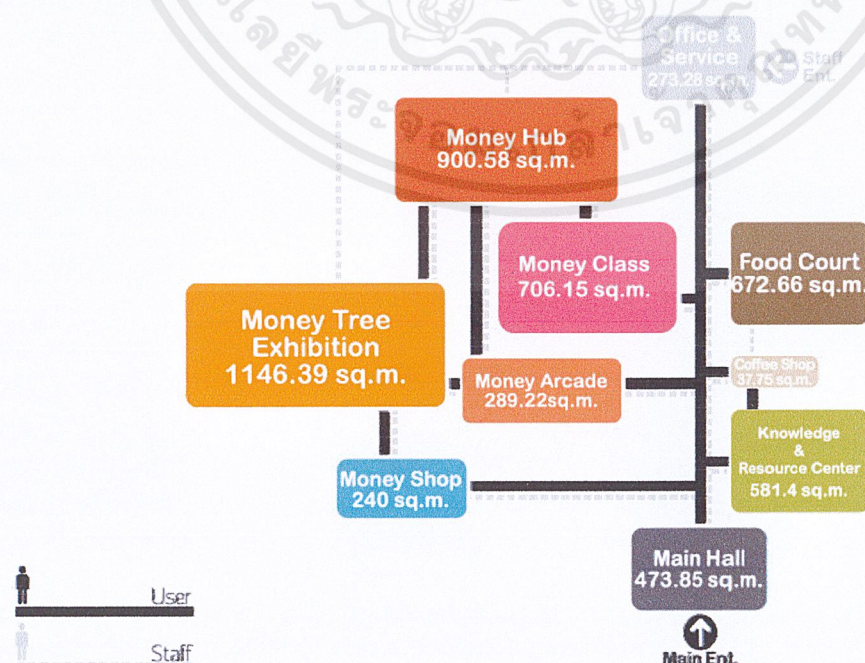 Office &
Service
273.28 sq.m.
Staff
Ent.
Money Hub
900.58 sq.m.
Money Class
706.15 sq.m.
Food Court
672.66 sq.m.
Money Tree
Exhibition
1146.39 sq.m.
Coffee Shop
37.75 sq.m.
Money Arcade
289.22sq.m.
Knowledge
&
Resource Center
581.4 sq.m.
Money Shop
240 sq.m.
Main Hall
473.85 sq.m.
User
Staff
Main Ent.